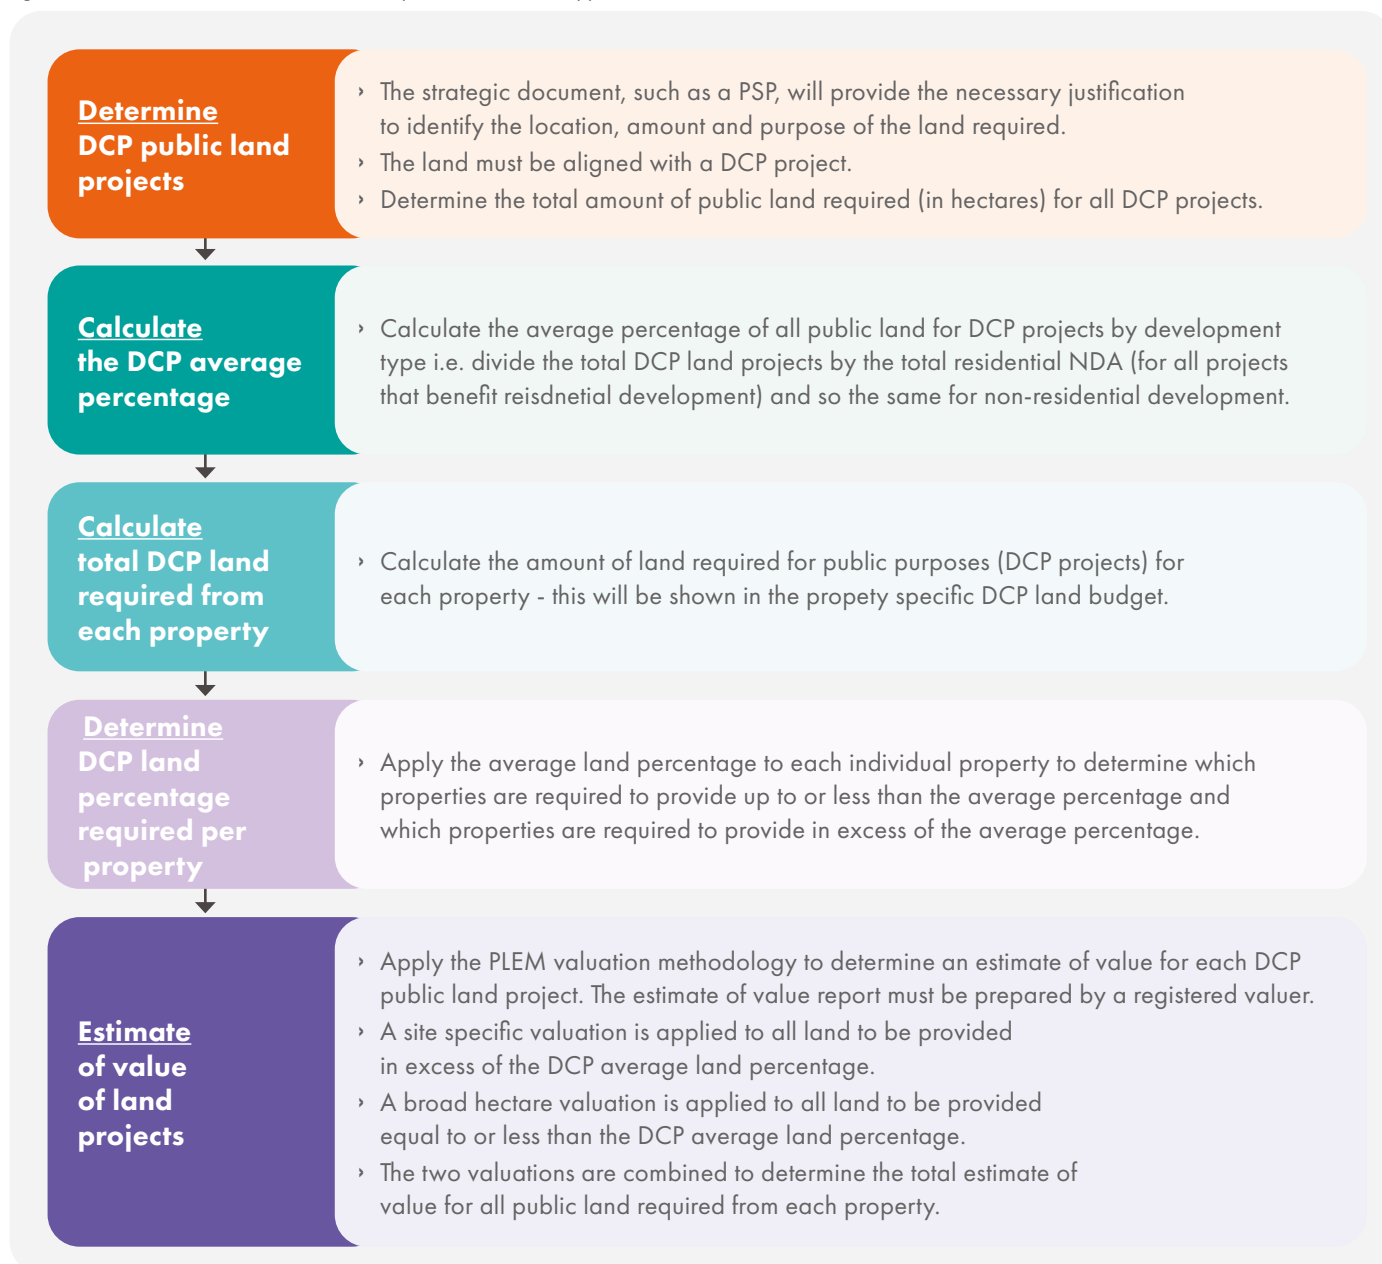 Determine
DCP public land
projects
› The strategic document, such as a PSP, will provide the necessary justification
to identify the location, amount and purpose of the land required.
› The land must be aligned with a DCP project.
› Determine the total amount of public land required (in hectares) for all DCP projects.
Calculate
the DCP average
percentage
› Calculate the average percentage of all public land for DCP projects by development
type i.e. divide the total DCP land projects by the total residential NDA (for all projects
that benefit reisdnetial development) and so the same for non-residential development.
Calculate
total DCP land
required from
each property
› Calculate the amount of land required for public purposes (DCP projects) for
each property - this will be shown in the propety specific DCP land budget.
Determine
DCP land
percentage
required per
property
› Apply the average land percentage to each individual property to determine which
properties are required to provide up to or less than the average percentage and
which properties are required to provide in excess of the average percentage.
Estimate
of value
of land
projects
› Apply the PLEM valuation methodology to determine an estimate of value for each DCP
public land project. The estimate of value report must be prepared by a registered valuer.
› A site specific valuation is applied to all land to be provided
in excess of the DCP average land percentage.
› A broad hectare valuation is applied to all land to be provided
equal to or less than the DCP average land percentage.
› The two valuations are combined to determine the total estimate of
value for all public land required from each property.